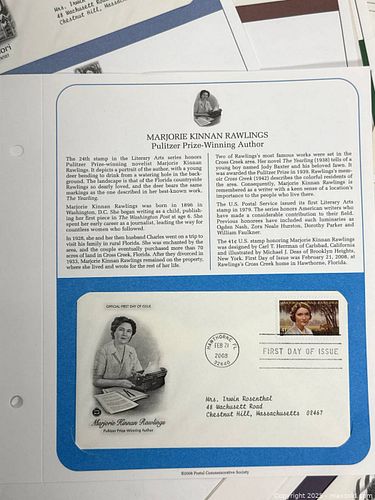 Mrs. Irwin Rosenthal
48 Wachusett Road
Chestnut Hill, Massachusetts
MARJORIE KINNAN RAWLINGS
Pulitzer Prize-Winning Author
The 24th stamp in the Literary Arts series honors
Pulitzer Prize-winning novelist Marjorie Kinnan
Rawlings. It depicts a portrait of the author, with a young
deer bending to drink from a watering hole in the back-
ground. The landscape is that of the Florida countryside
Rawlings so dearly loved, and the deer bears the same
markings as the one described in her best-known work,
The Yearling.
Marjorie Kinnan Rawlings was born in 1896 in
Washington, D.C. She began writing as a child, publish-
ing her first piece in The Washington Post at age 6. She
spent her early career as a journalist, leading the way for
countless women who followed.
In 1928, she and her then husband Charles went on a trip to
visit his family in rural Florida. She was enchanted by the
area, and the couple eventually purchased more than 70
acres of land in Cross Creek, Florida. After they divorced in
1933, Marjorie Kinnan Rawlings remained on the property,
where she lived and wrote for the rest of her life.
Two of Rawlings's most famous works were set in the
Cross Creek area. Her novel The Yearling (1938) tells of a
young boy named Jody Baxter and his beloved fawn. It
was awarded the Pulitzer Prize in 1939. Rawlings's mem-
oir Cross Creek (1942) describes the colorful residents of
the area. Consequently, Marjorie Kinnan Rawlings is
remembered as a writer with a keen sense of a location's
importance to the people who live there.
The U.S. Postal Service issued its first Literary Arts
stamp in 1979. The series honors American writers who
have made a considerable contribution to their field.
Previous honorees have included such luminaries as
Ogden Nash, Zora Neale Hurston, Dorothy Parker and
William Faulkner.
The 41¢ U.S. stamp honoring Marjorie Kinnan Rawlings
was designed by Carl T. Herrman of Carlsbad, California
and illustrated by Michael J. Deas of Brooklyn Heights,
New York. First Day of Issue was February 21, 2008, at
Rawlings's Cross Creek home in Hawthorne, Florida.
OFFICIAL FIRST DAY OF ISSUE
HAWTHORNE, FL
FEB 21
2008
32640
FIRST DAY OF ISSUE
Mrs. Irwin Rosenthal
48 Wachusett Road
Chestnut Hill, Massachusetts 02467
Marjorie Kinnan Rawlings
Pulitzer Prize-Winning Author
©2008 Postal Commemorative Society